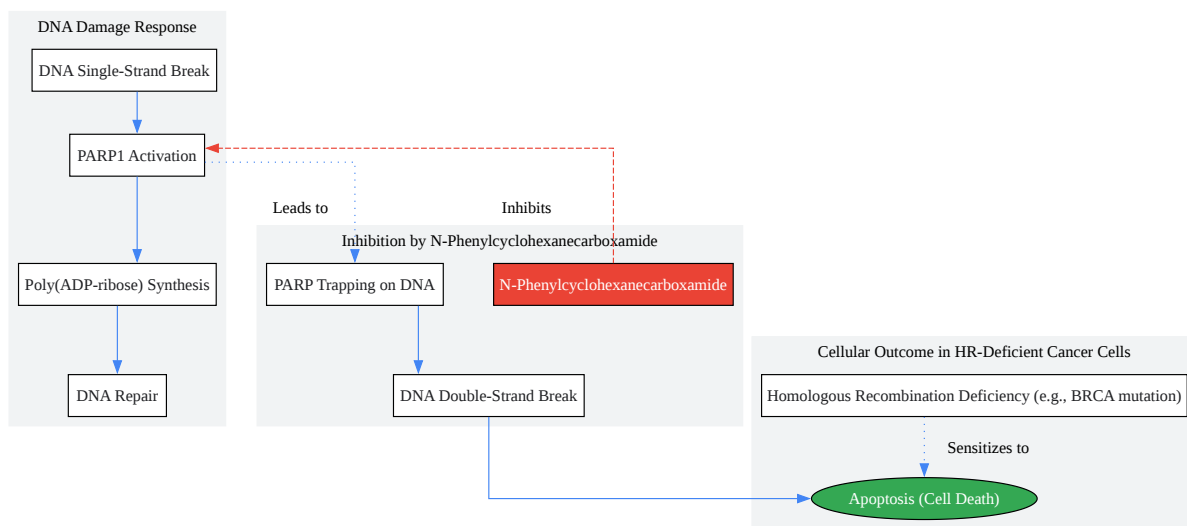 DNA Damage Response
DNA Single-Strand Break
PARP1 Activation
Poly(ADP-ribose) Synthesis
DNA Repair
Leads to
Inhibits
Inhibition by N-Phenylcyclohexanecarboxamide
PARP Trapping on DNA
N-Phenylcyclohexanecarboxamide
DNA Double-Strand Break
Cellular Outcome in HR-Deficient Cancer Cells
Homologous Recombination Deficiency (e.g., BRCA mutation)
Sensitizes to
Apoptosis (Cell Death)